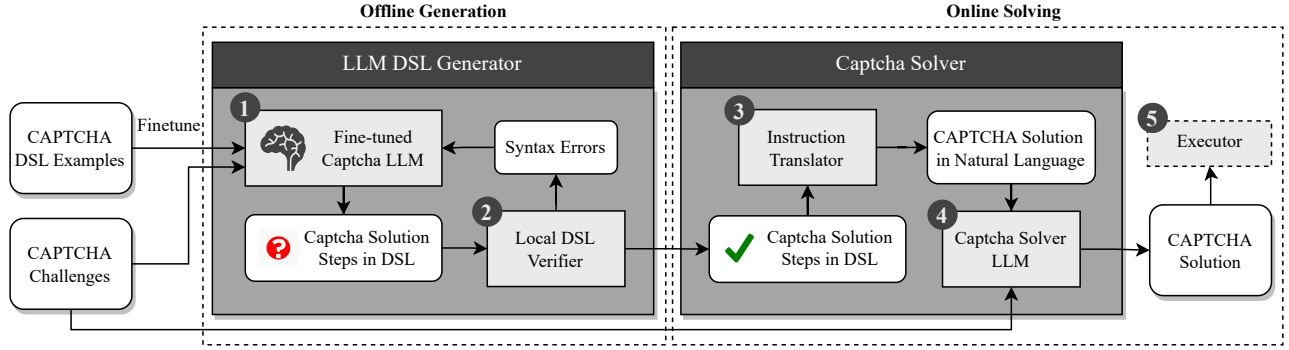 Offline Generation
Online Solving
LLM DSL Generator
Captcha Solver
CAPTCHA
DSL Examples
Finetune
1
Fine-tuned
Captcha LLM
Syntax Errors
?
Captcha Solution
Steps in DSL
2
Local DSL
Verifier
CAPTCHA
Challenges
3
Instruction
Translator
CAPTCHA Solution
in Natural Language
Captcha Solution
Steps in DSL
4
Captcha Solver
LLM
5
Executor
CAPTCHA
Solution